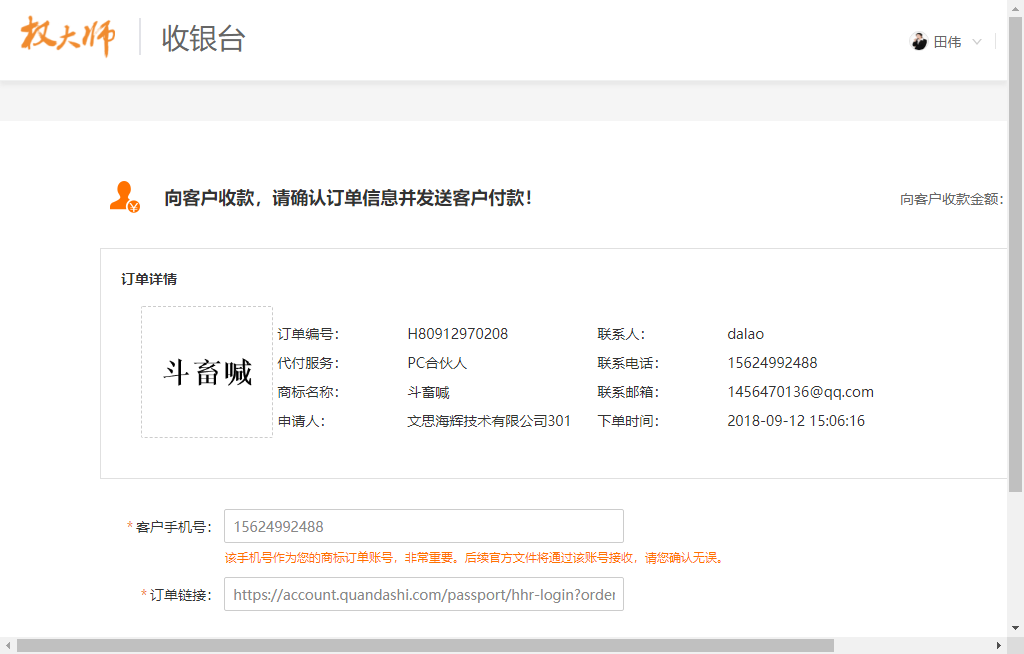 权大师 收银台 田伟
向客户收款，请确认订单信息并发送客户付款！ 向客户收款金额：
订单详情
斗畜喊
订单编号： H80912970208 联系人： dalao
代付服务： PC合伙人 联系电话： 15624992488
商标名称： 斗畜喊 联系邮箱： 1456470136@qq.com
申请人： 文思海辉技术有限公司301 下单时间： 2018-09-12 15:06:16
*客户手机号： 15624992488
该手机号作为您的商标订单账号，非常重要。后续官方文件将通过该账号接收，请您确认无误。
*订单链接： https://account.quandashi.com/passport/hhr-login?order